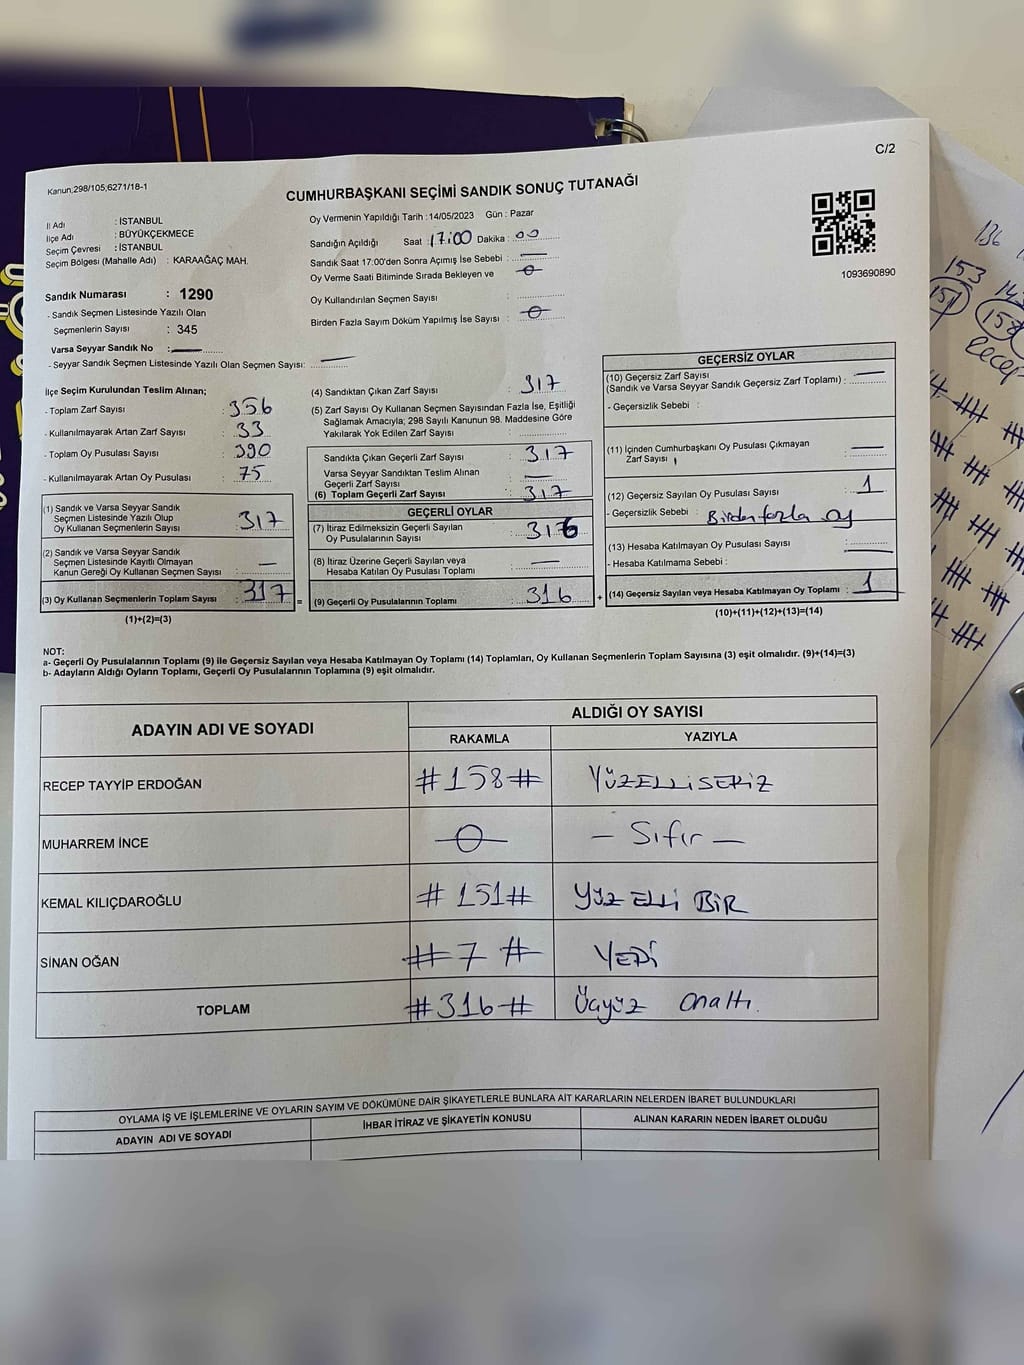 C/2
Kanun;298/105;6271/18-1
CUMHURBAŞKANI SEÇİMİ SANDIK SONUÇ TUTANAĞI
İl Adı : İSTANBUL
İlçe Adı : BÜYÜKÇEKMECE
Seçim Çevresi : İSTANBUL
Seçim Bölgesi (Mahalle Adı) : KARAAĞAÇ MAH.
Sandık Numarası : 1290
- Sandık Seçmen Listesinde Yazılı Olan
Seçmenlerin Sayısı : 345
Varsa Seyyar Sandık No :
- Seyyar Sandık Seçmen Listesinde Yazılı Olan Seçmen Sayısı:
Oy Vermenin Yapıldığı Tarih :14/05/2023 Gün : Pazar
Sandığın Açıldığı Saat 17:00 Dakika : 00
Sandık Saat 17:00'den Sonra Açımış İse Sebebi :
Oy Verme Saati Bitiminde Sırada Bekleyen ve : 0
Oy Kullandırılan Seçmen Sayısı :
Birden Fazla Sayım Döküm Yapılmış İse Sayısı : 0
1093690890
İlçe Seçim Kurulundan Teslim Alınan;
- Toplam Zarf Sayısı : 356
- Kullanılmayarak Artan Zarf Sayısı : 33
- Toplam Oy Pusulası Sayısı : 390
- Kullanılmayarak Artan Oy Pusulası : 75
(1) Sandık ve Varsa Seyyar Sandık
Seçmen Listesinde Yazılı Olup
Oy Kullanan Seçmenlerin Sayısı : 317
(2) Sandık ve Varsa Seyyar Sandık
Seçmen Listesinde Kayıtlı Olmayan
Kanun Gereği Oy Kullanan Seçmen Sayısı : —
(3) Oy Kullanan Seçmenlerin Toplam Sayısı : 317
(1)+(2)=(3)
(4) Sandıktan Çıkan Zarf Sayısı : 317
(5) Zarf Sayısı Oy Kullanan Seçmen Sayısından Fazla İse, Eşitliği
Sağlamak Amacıyla; 298 Sayılı Kanunun 98. Maddesine Göre
Yakılarak Yok Edilen Zarf Sayısı :
Sandıkta Çıkan Geçerli Zarf Sayısı : 317
Varsa Seyyar Sandıktan Teslim Alınan
Geçerli Zarf Sayısı : —
(6) Toplam Geçerli Zarf Sayısı : 317
GEÇERLİ OYLAR
(7) İtiraz Edilmeksizin Geçerli Sayılan
Oy Pusulalarının Sayısı : 316
(8) İtiraz Üzerine Geçerli Sayılan veya
Hesaba Katılan Oy Pusulası Toplamı : —
= (9) Geçerli Oy Pusulalarının Toplamı : 316
GEÇERSİZ OYLAR
(10) Geçersiz Zarf Sayısı
(Sandık ve Varsa Seyyar Sandık Geçersiz Zarf Toplamı) : —
- Geçersizlik Sebebi :
(11) İçinden Cumhurbaşkanı Oy Pusulası Çıkmayan
Zarf Sayısı : —
(12) Geçersiz Sayılan Oy Pusulası Sayısı : 1
- Geçersizlik Sebebi : Birden fazla oy
(13) Hesaba Katılmayan Oy Pusulası Sayısı : —
- Hesaba Katılmama Sebebi :
+ (14) Geçersiz Sayılan veya Hesaba Katılmayan Oy Toplamı : 1
(10)+(11)+(12)+(13)=(14)
NOT:
a- Geçerli Oy Pusulalarının Toplamı (9) ile Geçersiz Sayılan veya Hesaba Katılmayan Oy Toplamı (14) Toplamları, Oy Kullanan Seçmenlerin Toplam Sayısına (3) eşit olmalıdır. (9)+(14)=(3)
b- Adayların Aldığı Oyların Toplamı, Geçerli Oy Pusulalarının Toplamına (9) eşit olmalıdır.
ADAYIN ADI VE SOYADI
ALDIĞI OY SAYISI
RAKAMLA YAZIYLA
RECEP TAYYİP ERDOĞAN #158# YÜZELLİSEKİZ
MUHARREM İNCE 0 — Sıfır —
KEMAL KILIÇDAROĞLU #151# YÜZ ELLİ BİR
SİNAN OĞAN #7# YEDİ
TOPLAM #316# Üçyüz onaltı.
OYLAMA İŞ VE İŞLEMLERİNE VE OYLARIN SAYIM VE DÖKÜMÜNE DAİR ŞİKAYETLERLE BUNLARA AİT KARARLARIN NELERDEN İBARET BULUNDUKLARI
ADAYIN ADI VE SOYADI İHBAR İTİRAZ VE ŞİKAYETİN KONUSU ALINAN KARARIN NEDEN İBARET OLDUĞU
136
153
151
158
Recep